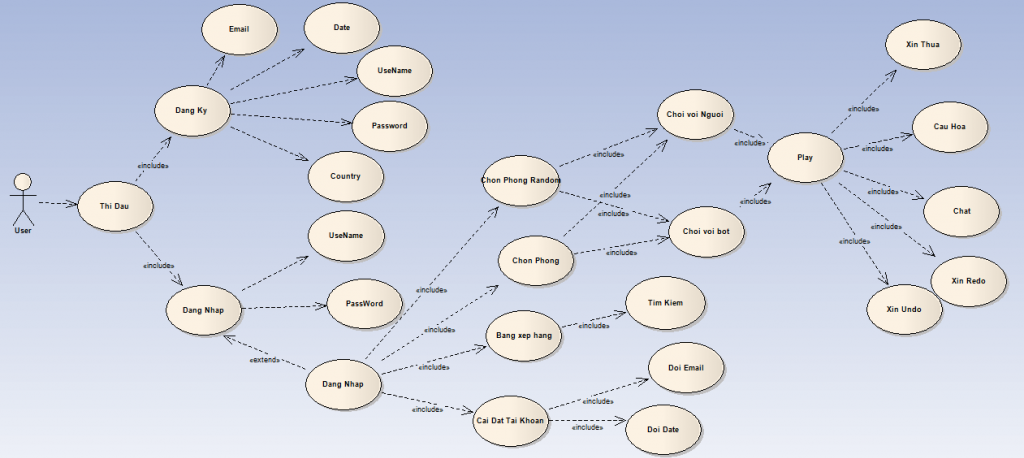 Email
Date
UseName
Dang Ky
Password
Country
«include»
User
Thi Dau
«include»
UseName
Dang Nhap
PassWord
«extend»
Dang Nhap
«include»
«include»
«include»
«include»
Chon Phong Random
Chon Phong
Bang xep hang
Cai Dat Tai Khoan
«include»
«include»
«include»
«include»
«include»
«include»
«include»
Choi voi Nguoi
Choi voi bot
Tim Kiem
Doi Email
Doi Date
«include»
«include»
Play
«include»
«include»
«include»
«include»
«include»
Xin Thua
Cau Hoa
Chat
Xin Redo
Xin Undo